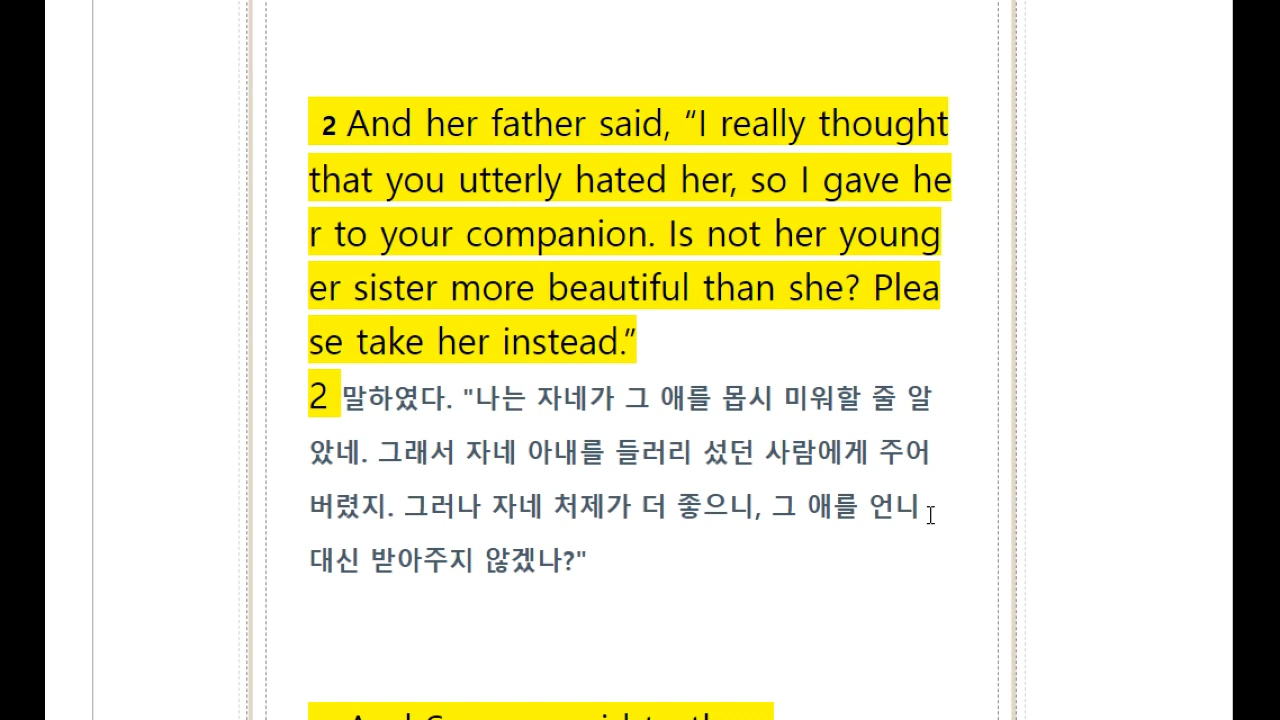 2 And her father said, “I really thought
that you utterly hated her, so I gave he
r to your companion. Is not her young
er sister more beautiful than she? Plea
se take her instead.”
2 말하였다. "나는 자네가 그 애를 몹시 미워할 줄 알
았네. 그래서 자네 아내를 들러리 섰던 사람에게 주어
버렸지. 그러나 자네 처제가 더 좋으니, 그 애를 언니
대신 받아주지 않겠나?"
And